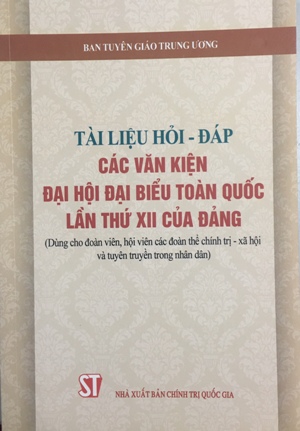 BAN TUYÊN GIÁO TRUNG ƯƠNG
TÀI LIỆU HỎI - ĐÁP
CÁC VĂN KIỆN
ĐẠI HỘI ĐẠI BIỂU TOÀN QUỐC
LẦN THỨ XII CỦA ĐẢNG
(Dùng cho đoàn viên, hội viên các đoàn thể chính trị - xã hội
và tuyên truyền trong nhân dân)
ST
NHÀ XUẤT BẢN CHÍNH TRỊ QUỐC GIA